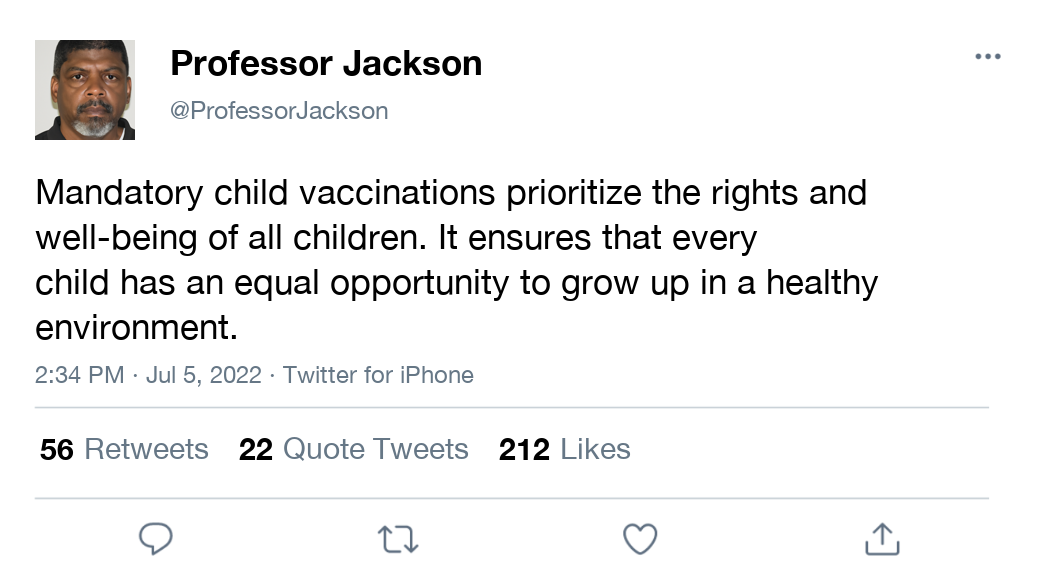 Professor Jackson
@ProfessorJackson
Mandatory child vaccinations prioritize the rights and
well-being of all children. It ensures that every
child has an equal opportunity to grow up in a healthy
environment.
2:34 PM · Jul 5, 2022 · Twitter for iPhone
56 Retweets 22 Quote Tweets 212 Likes